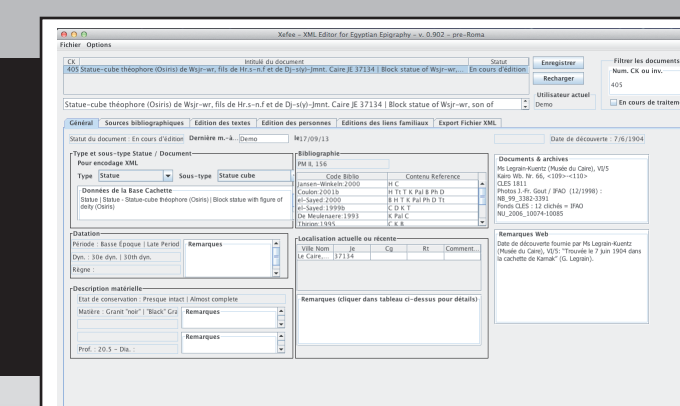 Xefee - XML Editor for Egyptian Epigraphy - v. 0.902 - pre-Roma
Fichier Options
CK Intitulé du document Statut
405 Statue-cube théophore (Osiris) de Wsjr-wr, fils de Hr.s-n.f et de Dj-s(y)-Jmnt. Caire JE 37134 | Block statue of Wsjr-wr,... En cours d'édition
Enregistrer
Recharger
Filtrer les documents
Num. CK ou inv.
405
En cours de traiteme
Utilisateur actuel
Demo
Statue-cube théophore (Osiris) de Wsjr-wr, fils de Hr.s-n.f et de Dj-s(y)-Jmnt. Caire JE 37134 | Block statue of Wsjr-wr, son of
Général Sources bibliographiques Edition des textes Edition des personnes Editions des liens familiaux Export Fichier XML
Statut du document : En cours d'édition Dernière m.-à... Demo le 17/09/13 Date de découverte : 7/6/1904
Type et sous-type Statue / Document
Pour encodage XML
Type Statue Sous-type Statue cube
Données de la Base Cachette
Statue | Statue - Statue-cube théophore (Osiris) | Block statue with figure of
deity (Osiris)
Bibliographie
PM II, 156
Code Biblio Contenu Reference
Jansen-Winkeln:2000 H C
Coulon:2001b H Tt T K Pal B Ph D
el-Sayed:2000 B H T K Pal Ph D Tt
el-Sayed:1999b C D K T
De Meulenaere:1993 K Pal C
Thirion:1995 C K B
Documents & archives
Ms Legrain-Kuentz (Musée du Caire), VI/5
Kairo Wb. Nr. 66, <109>-<110>
CLES 1811
Photos J.-Fr. Gout / IFAO (12/1998) :
NB_99_3382-3391
Fonds CLES : 12 clichés = IFAO
NU_2006_10074-10085
Datation
Période : Basse Époque | Late Period
Dyn. : 30e dyn. | 30th dyn.
Règne :
Remarques
Localisation actuelle ou récente
Ville Nom Je Cg Rt Comment...
Le Caire,... 37134
Remarques Web
Date de découverte fournie par Ms Legrain-Kuentz
(Musée du Caire), VI/5: "Trouvée le 7 juin 1904 dans
la cachette de Karnak" (G. Legrain).
Description matérielle
Etat de conservation : Presque intact | Almost complete
Matière : Granit "noir" | "Black" Gra
Remarques
Remarques
Prof. : 20.5 - Dia. :
Remarques (cliquer dans tableau ci-dessus pour détails)